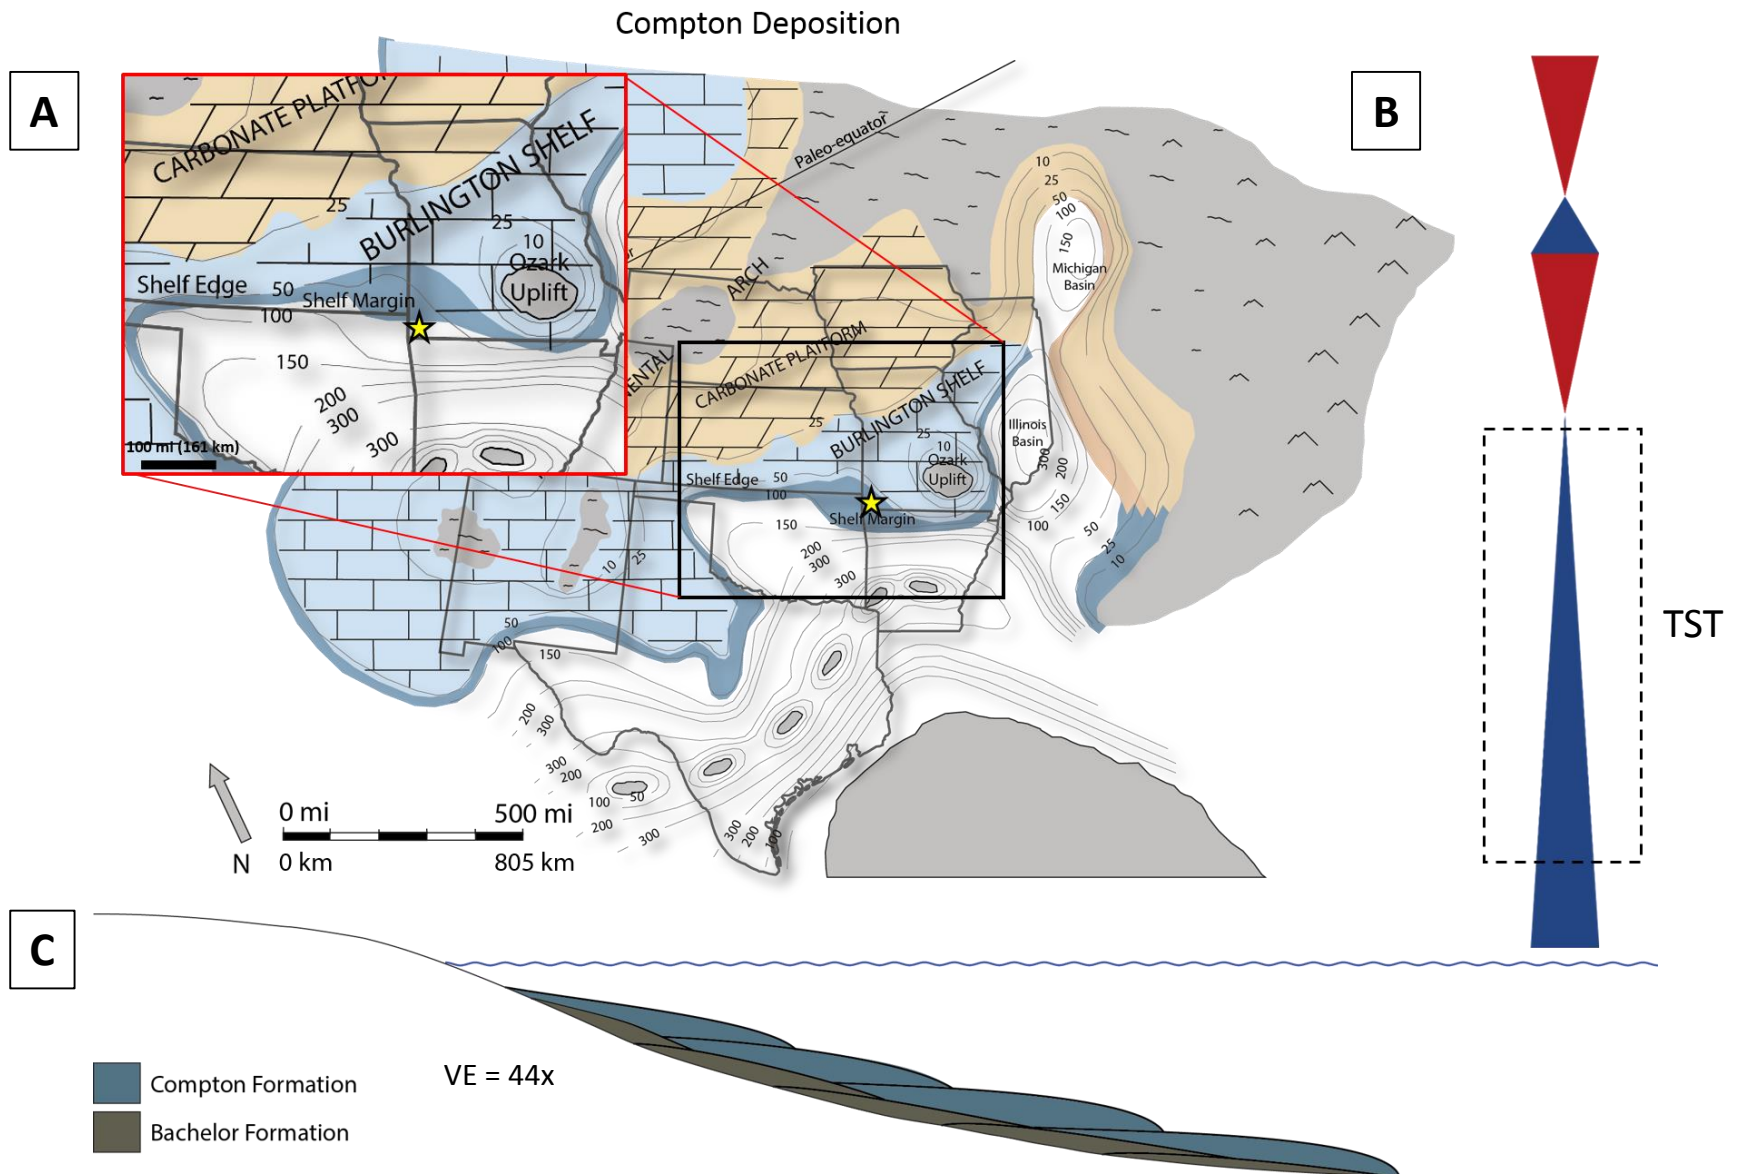 Compton Deposition
A
CARBONATE PLATFO
BURLINGTON SHELF
25
25
10
Ozark
Uplift
Shelf Edge
50
Shelf Margin
100
150
200
300
300
100 mi (161 km)
Paleo-equator
ARCH
CARBONATE PLATFORM
BURLINGTON SHELF
25
25
10
Ozark
Uplift
Shelf Edge
50
100
Shelf Margin
150
200
300
300
10
25
50
100
150
Michigan
Basin
Illinois
Basin
300
200
150
100
50
25
10
10
25
50
100
150
200
300
300
200
100
50
200
300
300
200
100
N
0 mi
500 mi
0 km
805 km
B
TST
C
VE = 44x
Compton Formation
Bachelor Formation